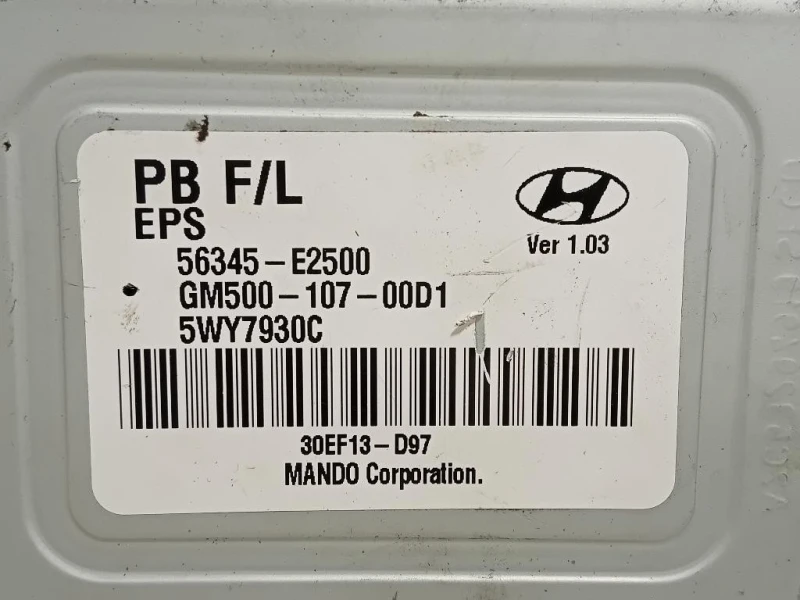 PB F/L
EPS
Ver 1.03
56345-E2500
GM500-107-00D1
5WY7930C
30EF13-D97
MANDO Corporation.